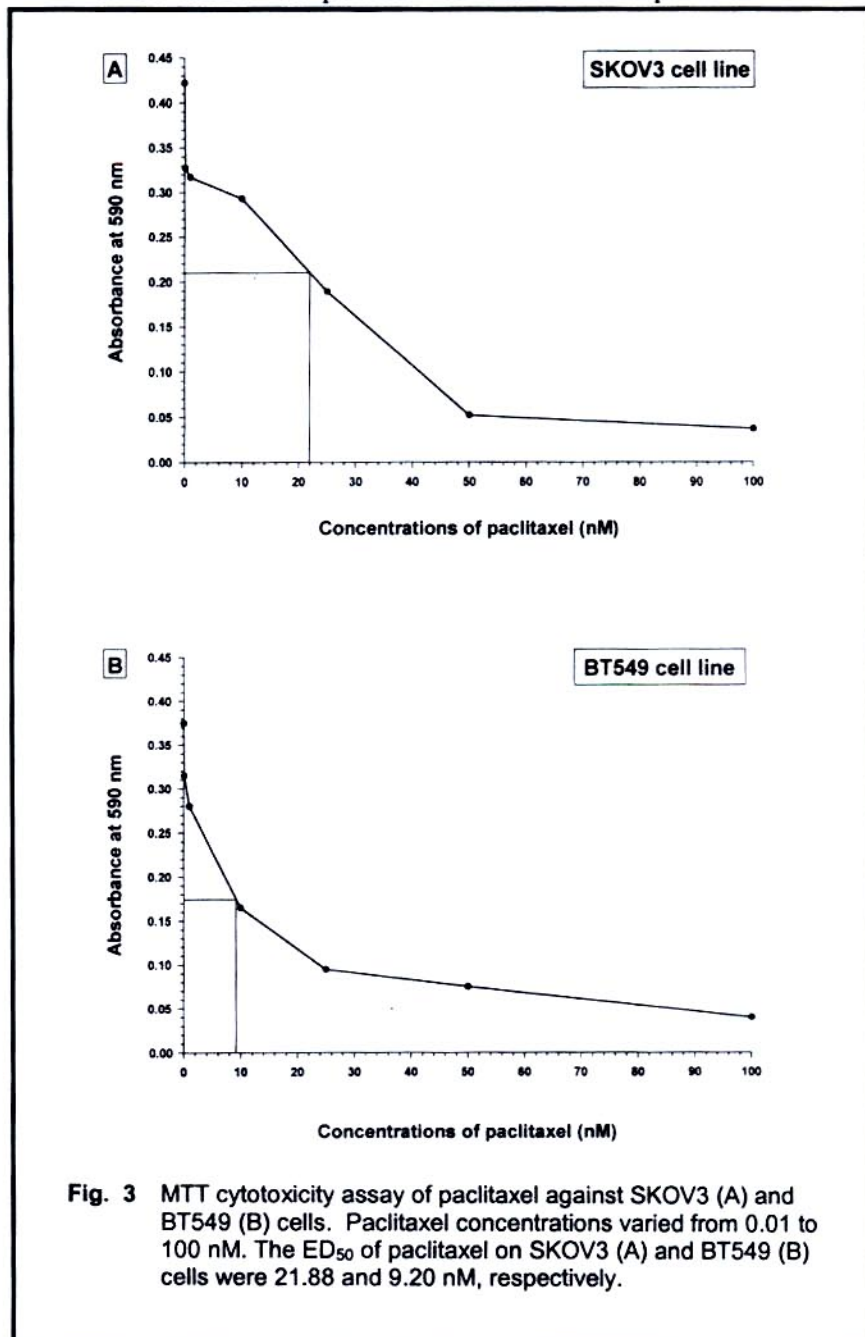 A
SKOV3 cell line
0.45
0.40
0.35
0.30
0.25
0.20
0.15
0.10
0.05
0.00
Absorbance at 590 nm
0 10 20 30 40 50 60 70 80 90 100
Concentrations of paclitaxel (nM)
B
BT549 cell line
0.45
0.40
0.35
0.30
0.25
0.20
0.15
0.10
0.05
0.00
Absorbance at 590 nm
0 10 20 30 40 50 60 70 80 90 100
Concentrations of paclitaxel (nM)
Fig. 3 MTT cytotoxicity assay of paclitaxel against SKOV3 (A) and
BT549 (B) cells. Paclitaxel concentrations varied from 0.01 to
100 nM. The ED50 of paclitaxel on SKOV3 (A) and BT549 (B)
cells were 21.88 and 9.20 nM, respectively.